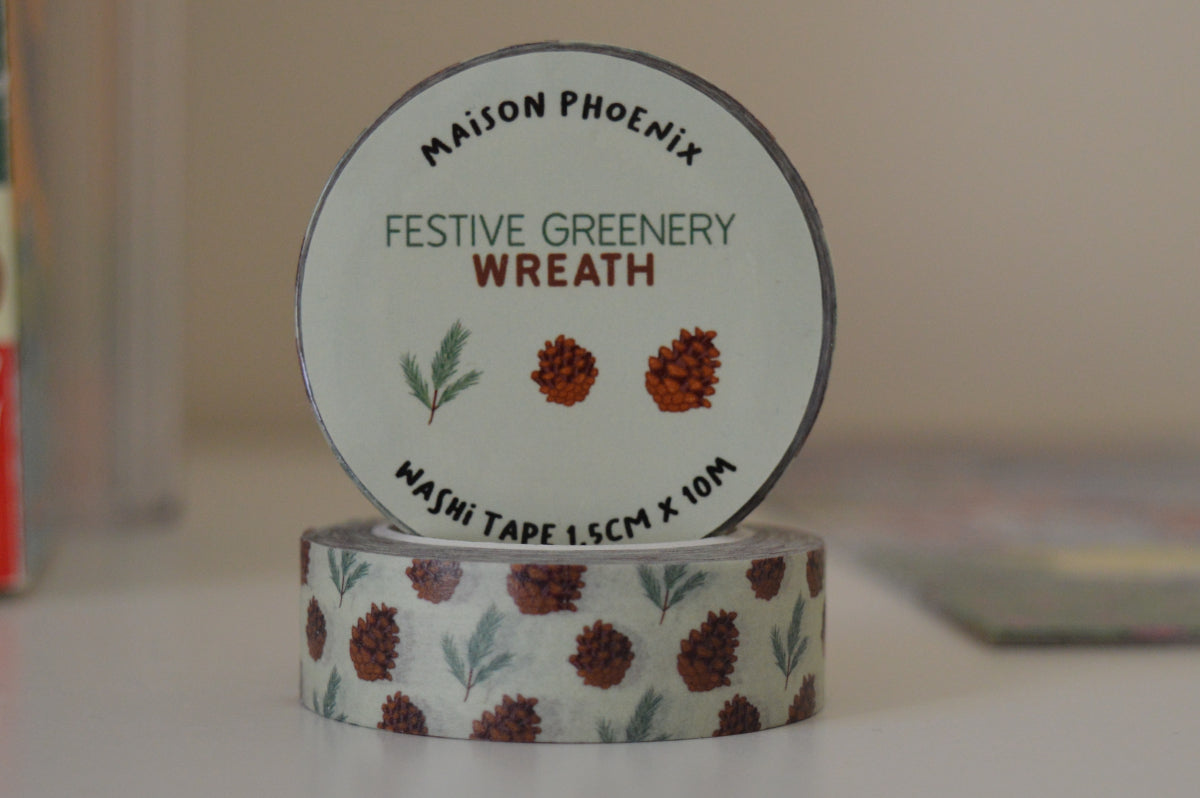 MAiSON PHOENiX
FESTIVE GREENERY
WREATH
WASHi TAPE 1.5CM X 10M